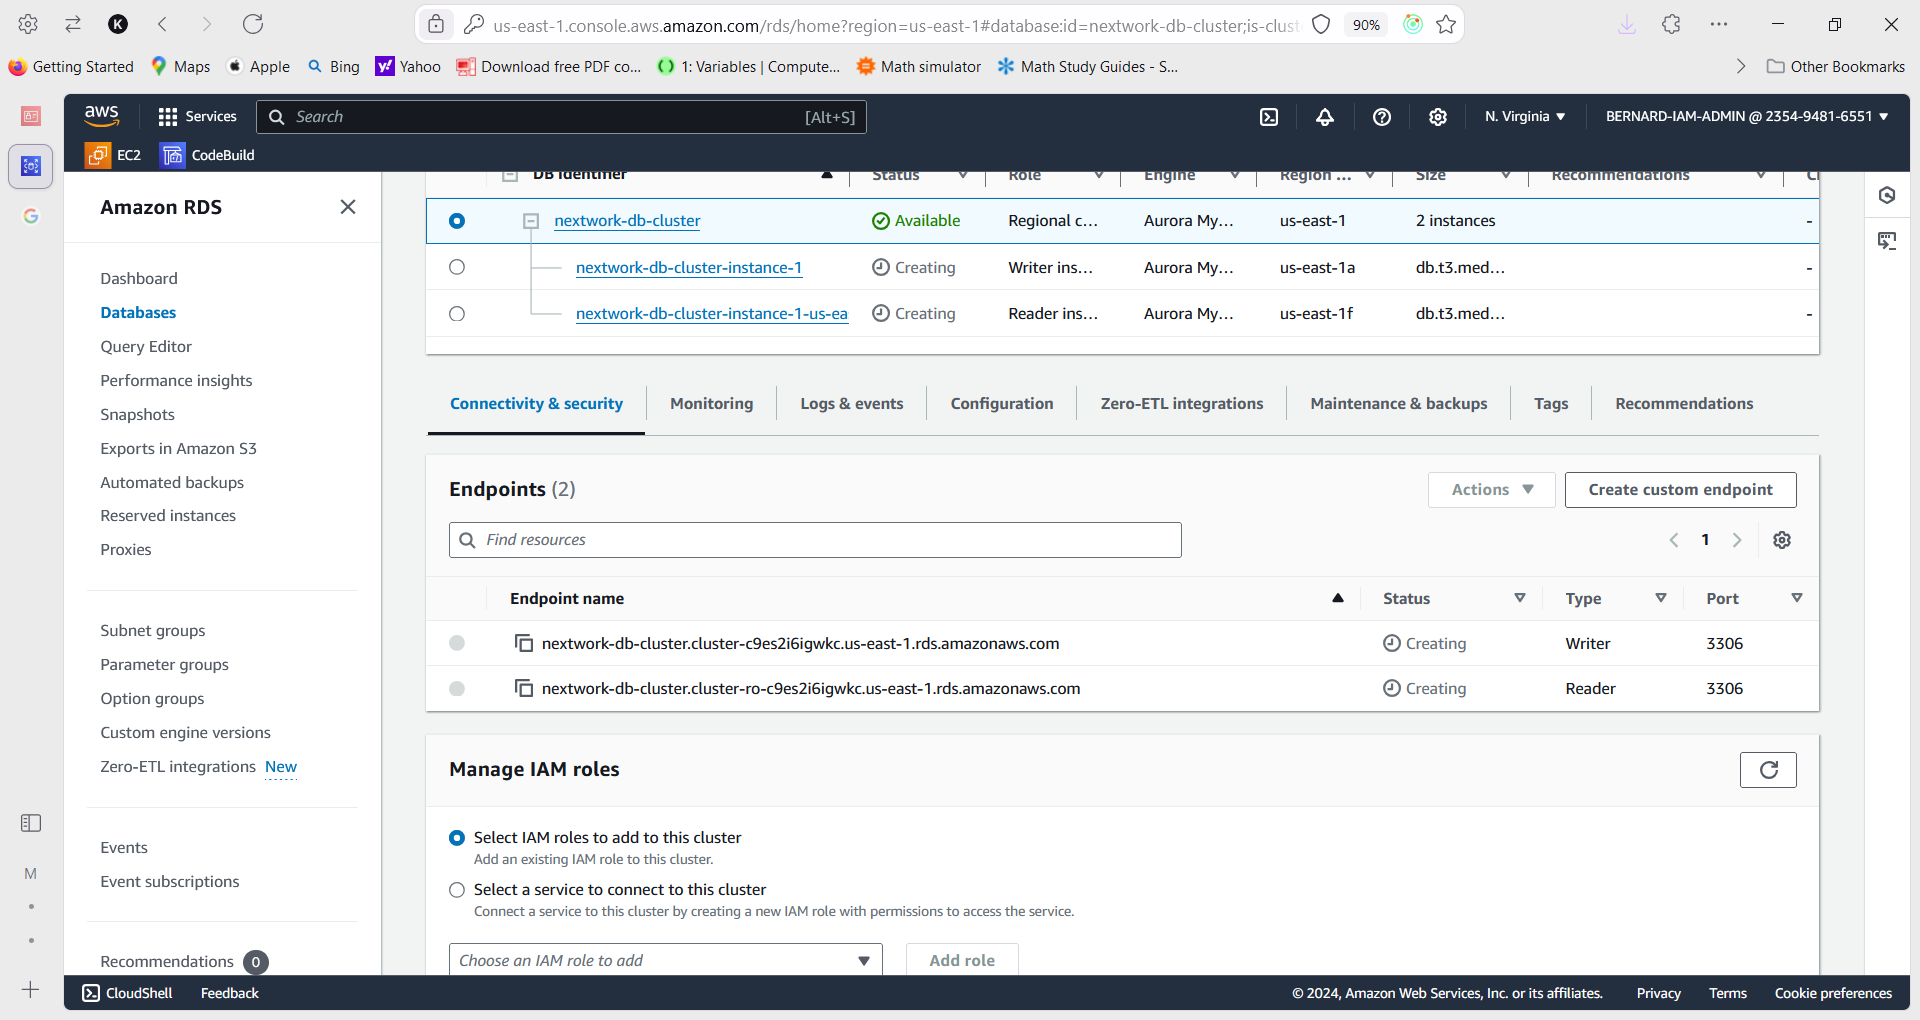 K
us-east-1.console.aws.amazon.com/rds/home?region=us-east-1#database:id=nextwork-db-cluster;is-clust
90%
Getting Started
Maps
Apple
Bing
Yahoo
Download free PDF co...
1: Variables | Compute...
Math simulator
Math Study Guides - S...
Other Bookmarks
aws
Services
Search
[Alt+S]
N. Virginia
BERNARD-IAM-ADMIN @ 2354-9481-6551
EC2
CodeBuild
Amazon RDS
Dashboard
Databases
Query Editor
Performance insights
Snapshots
Exports in Amazon S3
Automated backups
Reserved instances
Proxies
Subnet groups
Parameter groups
Option groups
Custom engine versions
Zero-ETL integrations New
Events
Event subscriptions
Recommendations 0
M
DB identifier Status Role Engine Region ... Size Recommendations
nextwork-db-cluster Available Regional c... Aurora My... us-east-1 2 instances -
nextwork-db-cluster-instance-1 Creating Writer ins... Aurora My... us-east-1a db.t3.med... -
nextwork-db-cluster-instance-1-us-ea Creating Reader ins... Aurora My... us-east-1f db.t3.med... -
Connectivity & security
Monitoring
Logs & events
Configuration
Zero-ETL integrations
Maintenance & backups
Tags
Recommendations
Endpoints (2)
Actions
Create custom endpoint
Find resources
1
Endpoint name Status Type Port
nextwork-db-cluster.cluster-c9es2i6igwkc.us-east-1.rds.amazonaws.com Creating Writer 3306
nextwork-db-cluster.cluster-ro-c9es2i6igwkc.us-east-1.rds.amazonaws.com Creating Reader 3306
Manage IAM roles
Select IAM roles to add to this cluster
Add an existing IAM role to this cluster.
Select a service to connect to this cluster
Connect a service to this cluster by creating a new IAM role with permissions to access the service.
Choose an IAM role to add
Add role
CloudShell
Feedback
© 2024, Amazon Web Services, Inc. or its affiliates.
Privacy
Terms
Cookie preferences